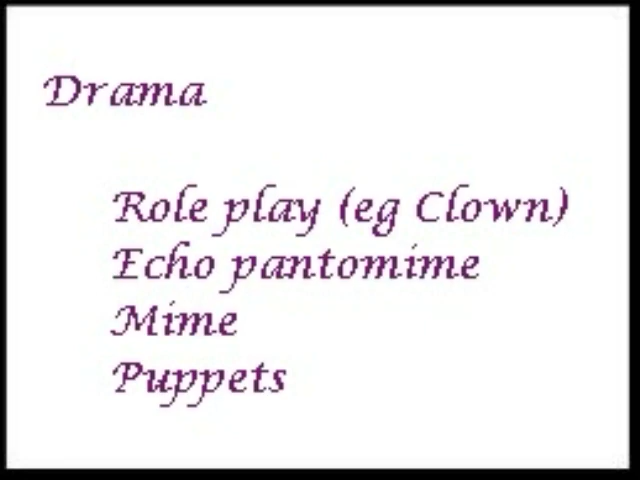 Drama
Role play (eg Clown)
Echo pantomime
Mime
Puppets